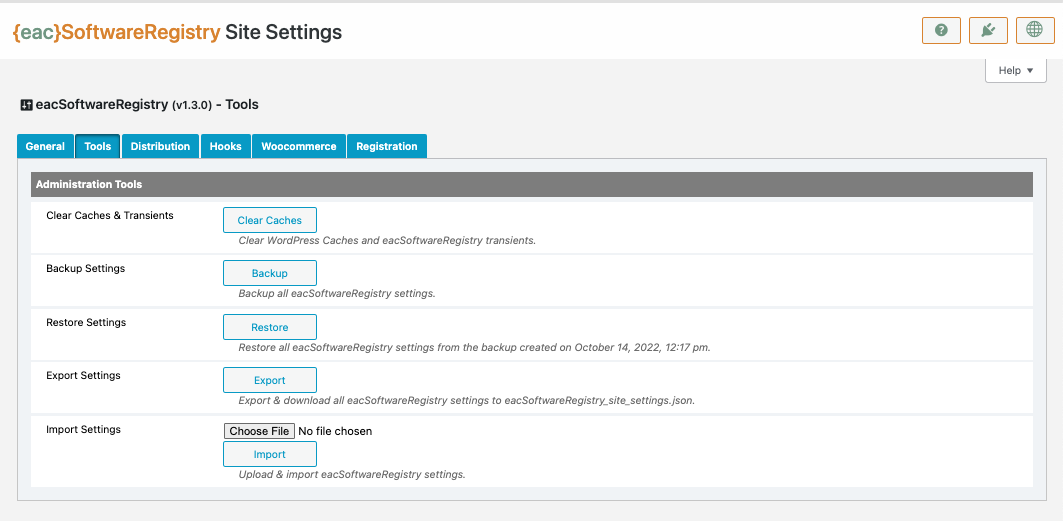 {eac}SoftwareRegistry Site Settings
Help ▼
eacSoftwareRegistry (v1.3.0) - Tools
General Tools Distribution Hooks Woocommerce Registration
Administration Tools
Clear Caches & Transients
Clear Caches
Clear WordPress Caches and eacSoftwareRegistry transients.
Backup Settings
Backup
Backup all eacSoftwareRegistry settings.
Restore Settings
Restore
Restore all eacSoftwareRegistry settings from the backup created on October 14, 2022, 12:17 pm.
Export Settings
Export
Export & download all eacSoftwareRegistry settings to eacSoftwareRegistry_site_settings.json.
Import Settings
Choose File No file chosen
Import
Upload & import eacSoftwareRegistry settings.